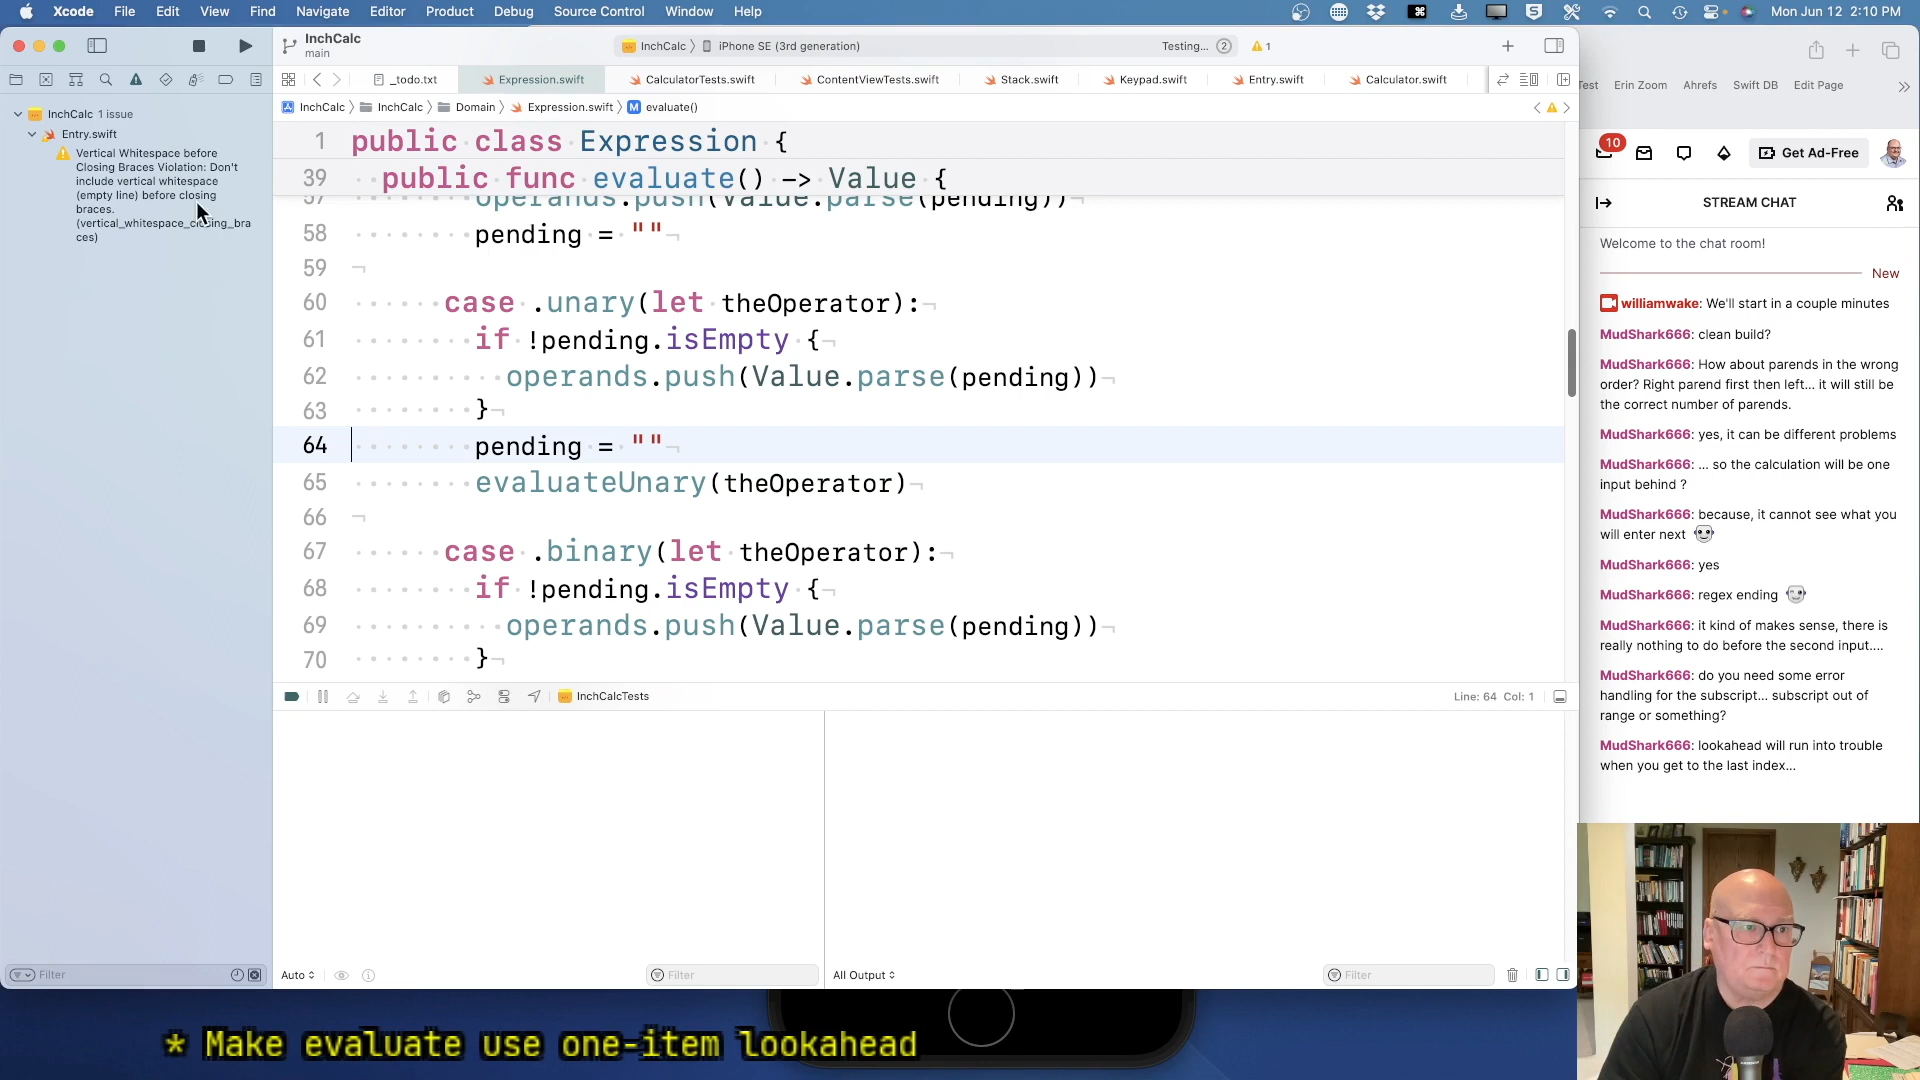 Xcode File Edit View Find Navigate Editor Product Debug Source Control Window Help
Mon Jun 12 2:10 PM
InchCalc
main
InchCalc > iPhone SE (3rd generation)
Testing... 2
1
_todo.txt
Expression.swift
CalculatorTests.swift
ContentViewTests.swift
Stack.swift
Keypad.swift
Entry.swift
Calculator.swift
InchCalc > InchCalc > Domain > Expression.swift > M evaluate()
InchCalc 1 issue
Entry.swift
Vertical Whitespace before
Closing Braces Violation: Don't
include vertical whitespace
(empty line) before closing
braces.
(vertical_whitespace_closing_bra
ces)
Filter
1 public class Expression {
39 public func evaluate() -> Value {
57 operands.push(Value.parse(pending))
58 pending = ""
59
60 case .unary(let theOperator):
61 if !pending.isEmpty {
62 operands.push(Value.parse(pending))
63 }
64 pending = ""
65 evaluateUnary(theOperator)
66
67 case .binary(let theOperator):
68 if !pending.isEmpty {
69 operands.push(Value.parse(pending))
70 }
InchCalcTests
Line: 64 Col: 1
Auto
Filter
All Output
Filter
* Make evaluate use one-item lookahead
Test Erin Zoom Ahrefs Swift DB Edit Page
10
Get Ad-Free
STREAM CHAT
Welcome to the chat room!
New
williamwake: We'll start in a couple minutes
MudShark666: clean build?
MudShark666: How about parends in the wrong
order? Right parend first then left... it will still be
the correct number of parends.
MudShark666: yes, it can be different problems
MudShark666: ... so the calculation will be one
input behind ?
MudShark666: because, it cannot see what you
will enter next
MudShark666: yes
MudShark666: regex ending
MudShark666: it kind of makes sense, there is
really nothing to do before the second input....
MudShark666: do you need some error
handling for the subscript... subscript out of
range or something?
MudShark666: lookahead will run into trouble
when you get to the last index...